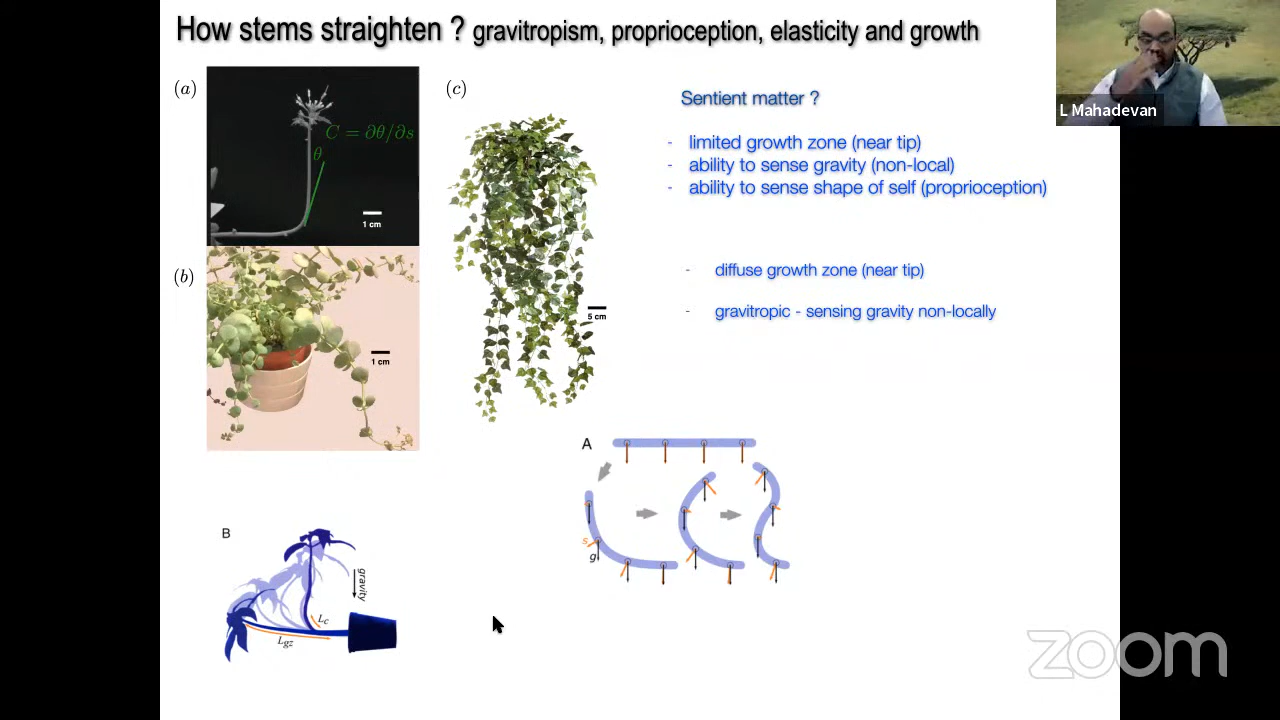 How stems straighten ? gravitropism, proprioception, elasticity and growth
L Mahadevan
(a)
C = ∂θ/∂s
θ
1 cm
(b)
1 cm
(c)
5 cm
Sentient matter ?
- limited growth zone (near tip)
- ability to sense gravity (non-local)
- ability to sense shape of self (proprioception)
- diffuse growth zone (near tip)
- gravitropic - sensing gravity non-locally
A
s
g
B
gravity
Lc
Lgz
zoom